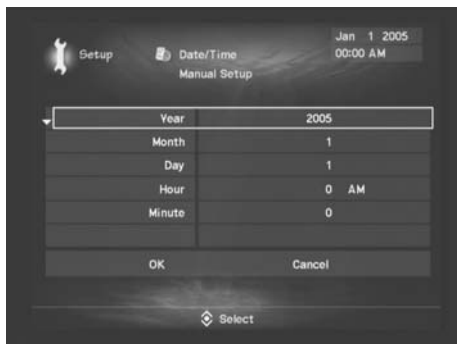 Jan 1 2005
00:00 AM
Setup
Date/Time
Manual Setup
Year 2005
Month 1
Day 1
Hour 0 AM
Minute 0
OK Cancel
Select